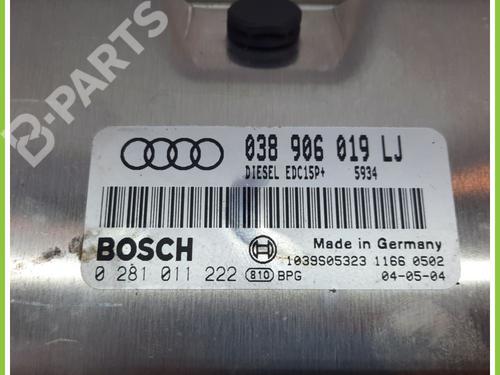 B-PARTS
038 906 019 LJ
DIESEL EDC15P+ 5934
BOSCH
Made in Germany
1039S05323 1166 0502
0 281 011 222 810 BPG 04-05-04